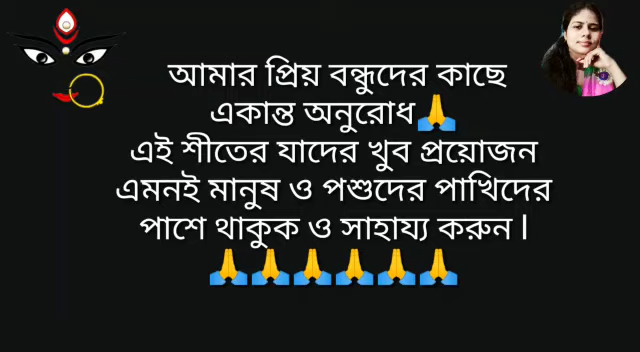 আমার প্রিয় বন্ধুদের কাছে
একান্ত অনুরোধ🙏
এই শীতের যাদের খুব প্রয়োজন
এমনই মানুষ ও পশুদের পাখিদের
পাশে থাকুক ও সাহায্য করুন l
🙏🙏🙏🙏🙏🙏